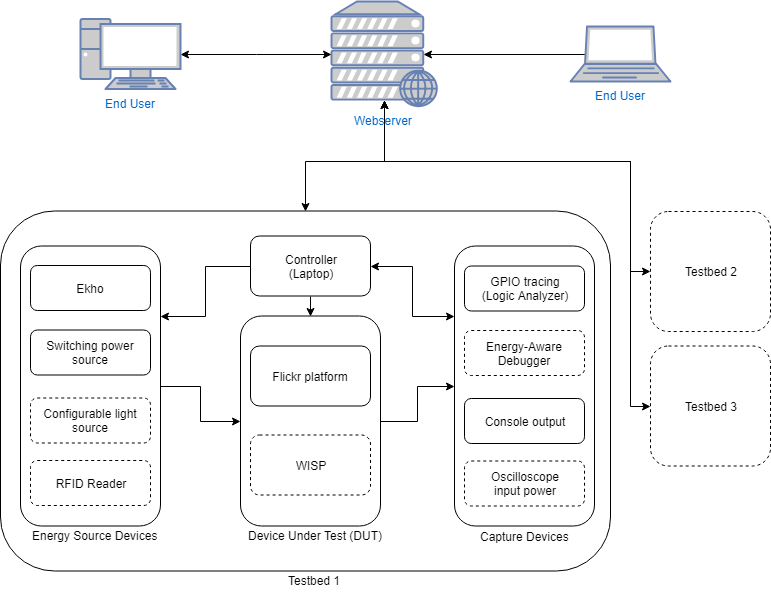 End User
Webserver
End User
Controller
(Laptop)
Ekho
Switching power
source
Configurable light
source
RFID Reader
Energy Source Devices
Flickr platform
WISP
Device Under Test (DUT)
GPIO tracing
(Logic Analyzer)
Energy-Aware
Debugger
Console output
Oscilloscope
input power
Capture Devices
Testbed 1
Testbed 2
Testbed 3